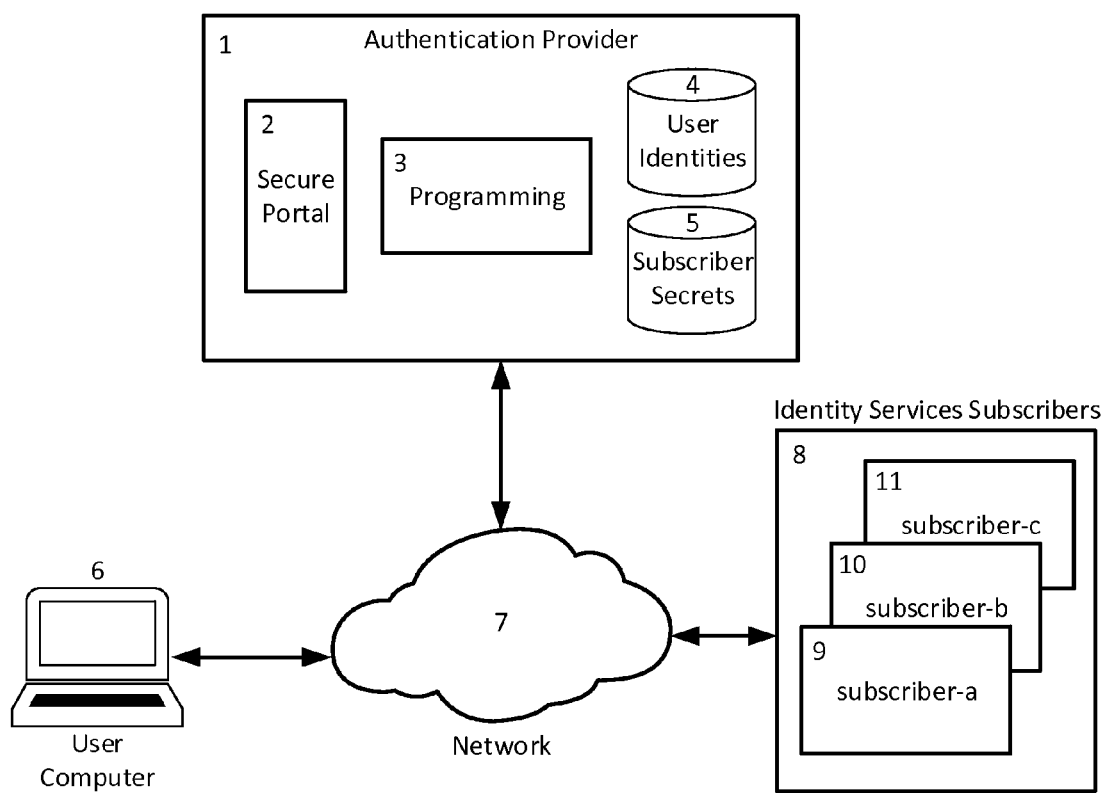 1
Authentication Provider
2
Secure
Portal
3
Programming
4
User
Identities
5
Subscriber
Secrets
Identity Services Subscribers
8
11
subscriber-c
10
subscriber-b
9
subscriber-a
6
User
Computer
7
Network